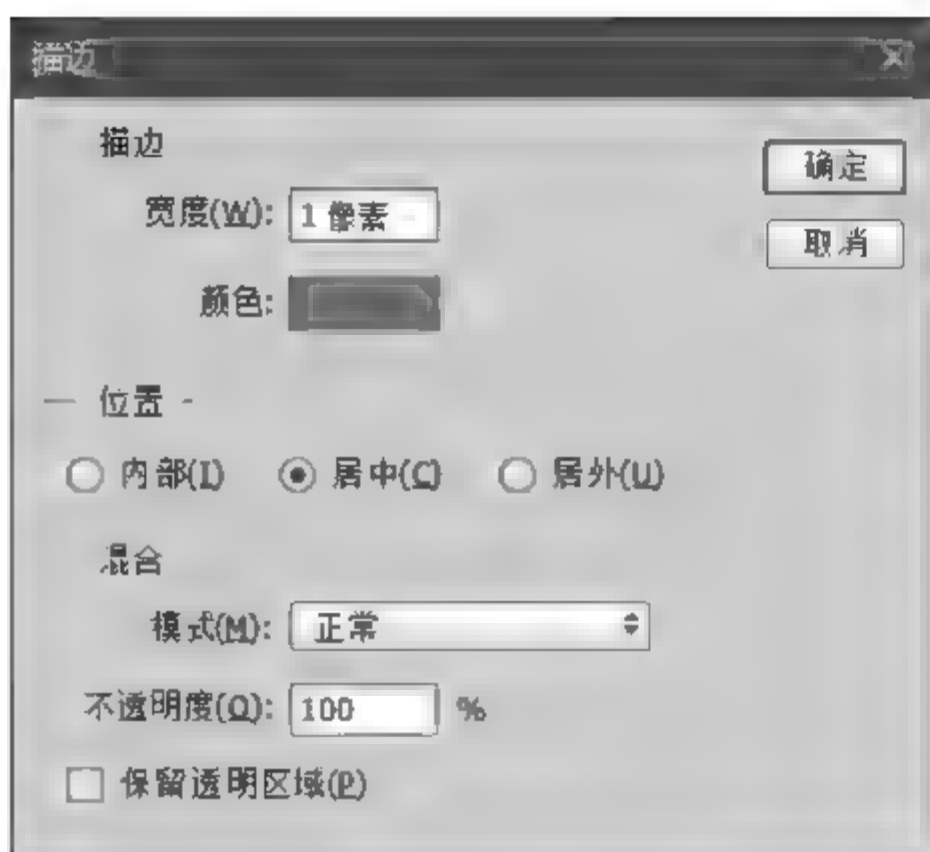 描边
描边
确定
宽度(W): 1 像素
取消
颜色:
位置
内部(I) 居中(C) 居外(U)
混合
模式(M): 正常
不透明度(O): 100 %
保留透明区域(P)